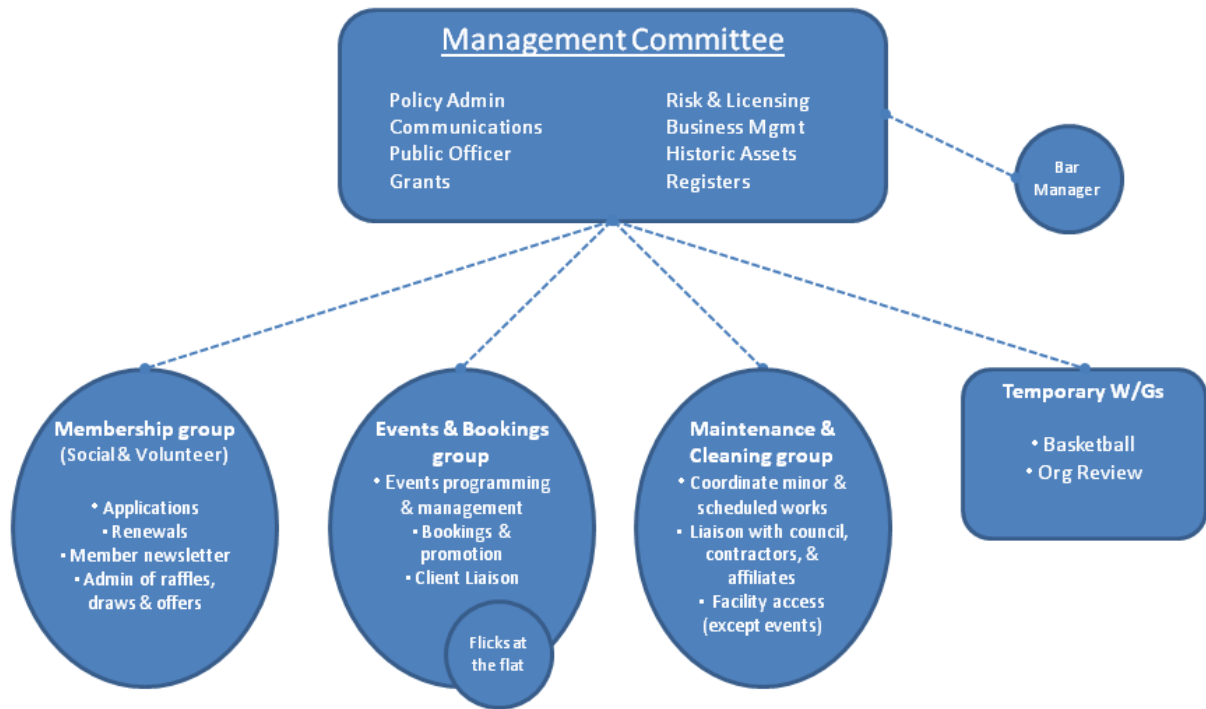 Management Committee
Policy Admin
Communications
Public Officer
Grants
Risk & Licensing
Business Mgmt
Historic Assets
Registers
Bar
Manager
Membership group
(Social & Volunteer)
• Applications
• Renewals
• Member newsletter
• Admin of raffles,
draws & offers
Events & Bookings
group
• Events programming
& management
• Bookings &
promotion
• Client Liaison
Flicks at
the flat
Maintenance &
Cleaning group
• Coordinate minor &
scheduled works
• Liaison with council,
contractors, &
affiliates
• Facility access
(except events)
Temporary W/Gs
• Basketball
• Org Review